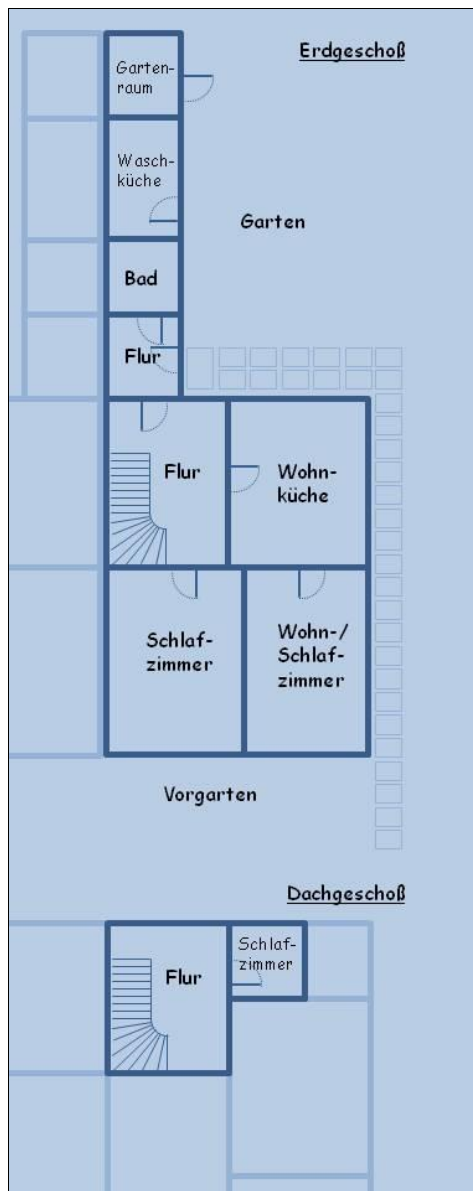 Erdgeschoß
Garten-
raum
Wasch-
küche
Garten
Bad
Flur
Flur
Wohn-
küche
Schlaf-
zimmer
Wohn-/
Schlaf-
zimmer
Vorgarten
Dachgeschoß
Flur
Schlaf-
zimmer